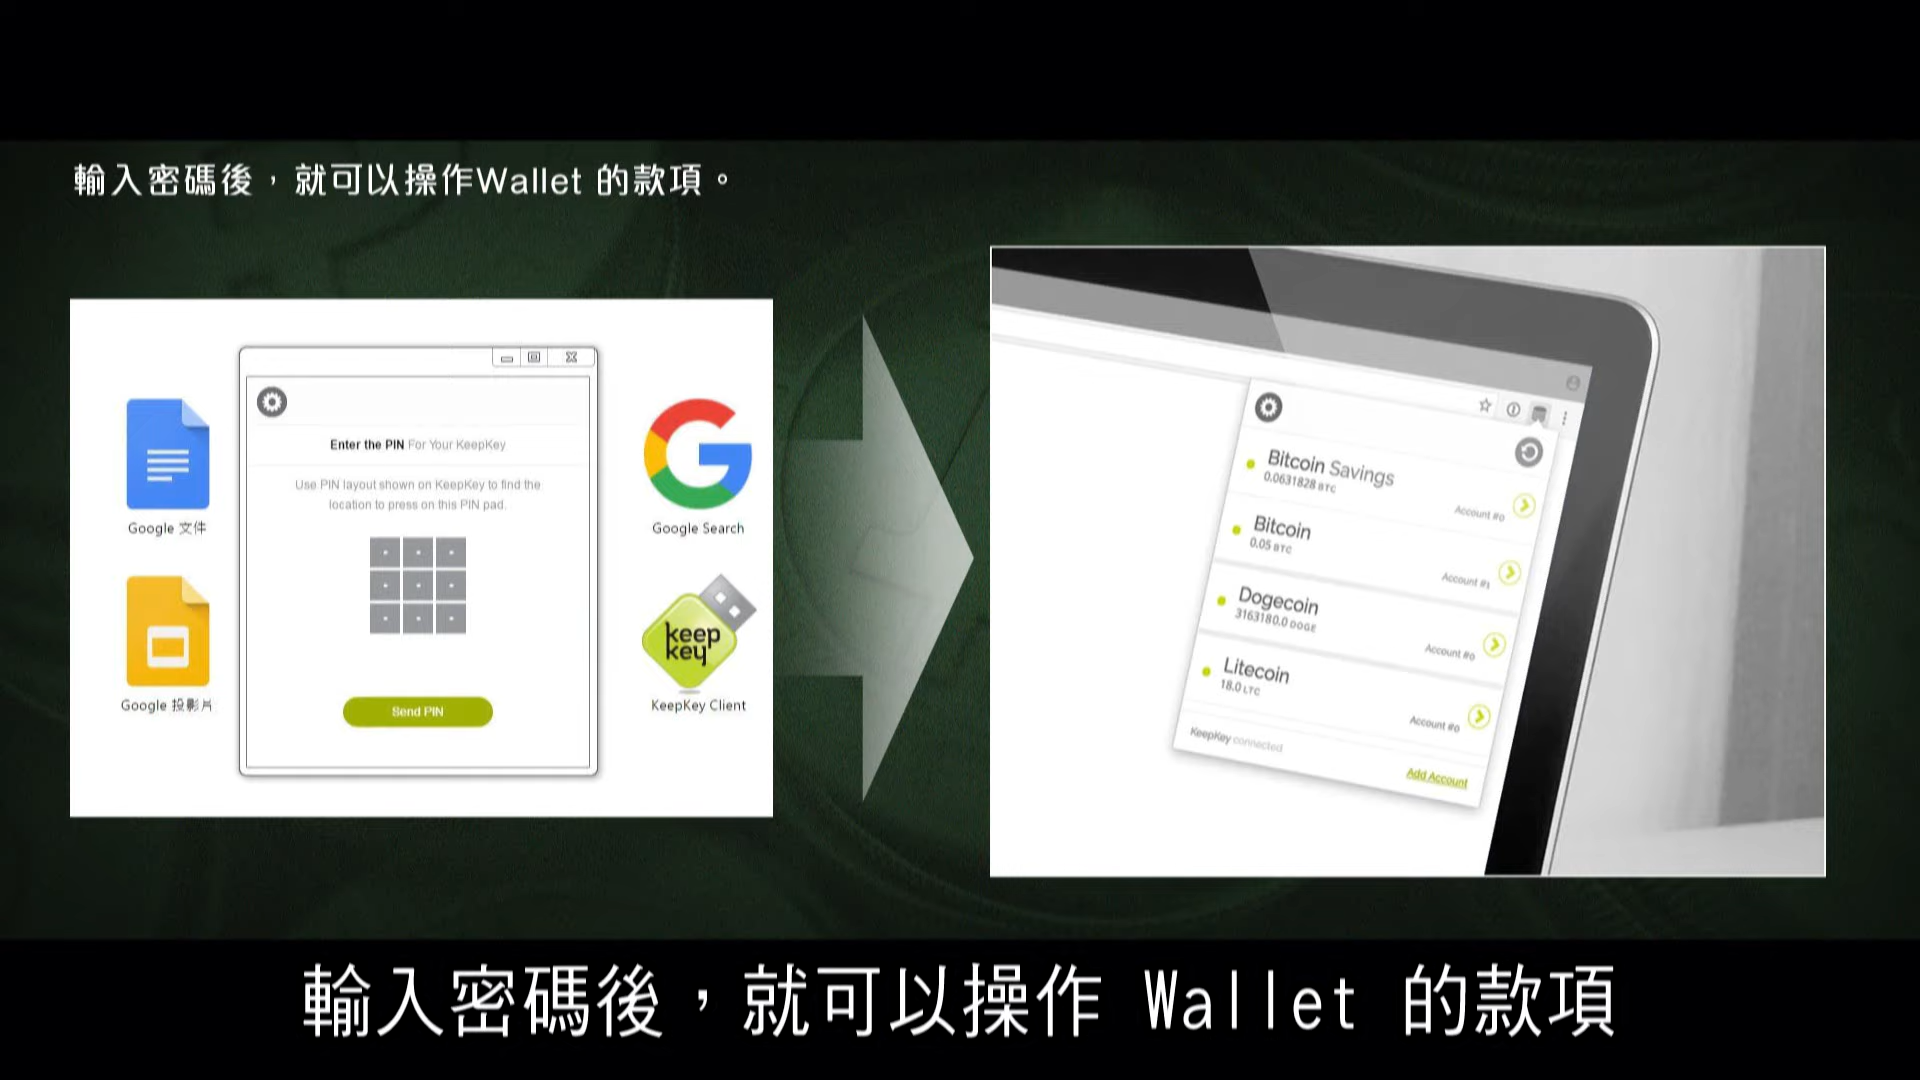 輸入密碼後，就可以操作Wallet 的款項。
Enter the PIN For Your KeepKey
Use PIN layout shown on KeepKey to find the
location to press on this PIN pad.
Send PIN
Google 文件
Google 投影片
Google Search
keep
key
KeepKey Client
Bitcoin Savings
0.0631828 BTC
Account #0
Bitcoin
0.05 BTC
Account #1
Dogecoin
3163180.0 DOGE
Account #0
Litecoin
18.0 LTC
Account #0
KeepKey connected
Add Account
輸入密碼後，就可以操作 Wallet 的款項